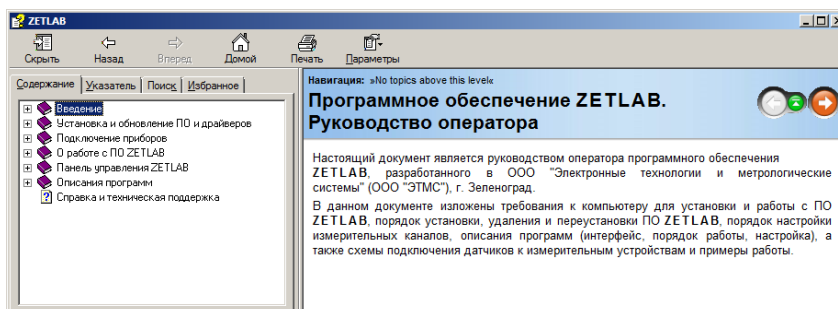 ZETLAB
Скрыть Назад Вперед Домой Печать Параметры
Содержание Указатель Поиск Избранное
Введение
Установка и обновление ПО и драйверов
Подключение приборов
О работе с ПО ZETLAB
Панель управления ZETLAB
Описания программ
Справка и техническая поддержка
Навигация: »No topics above this level«
Программное обеспечение ZETLAB.
Руководство оператора
Настоящий документ является руководством оператора программного обеспечения
ZETLAB, разработанного в ООО "Электронные технологии и метрологические
системы" (ООО "ЭТМС"), г. Зеленоград.
В данном документе изложены требования к компьютеру для установки и работы с ПО
ZETLAB, порядок установки, удаления и переустановки ПО ZETLAB, порядок настройки
измерительных каналов, описания программ (интерфейс, порядок работы, настройка), а
также схемы подключения датчиков к измерительным устройствам и примеры работы.